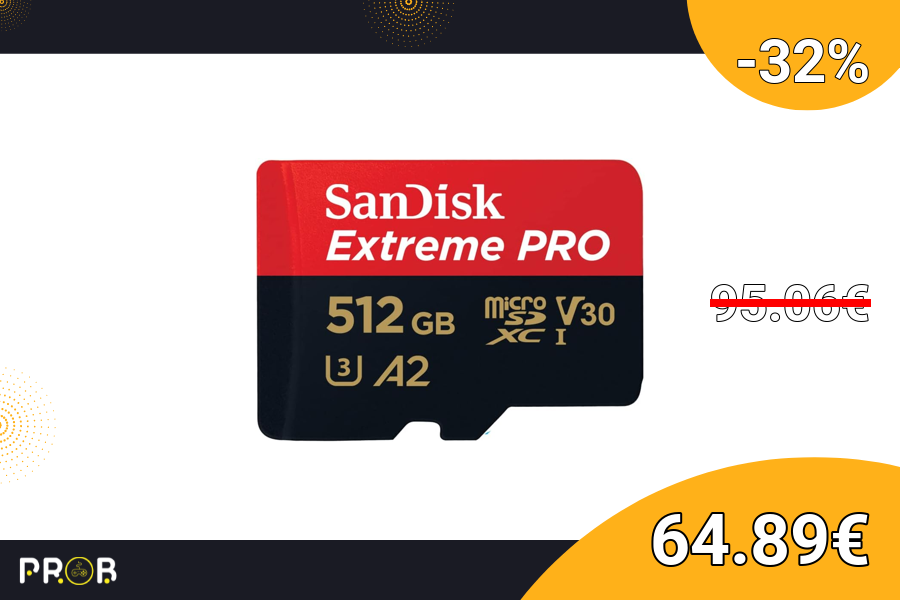 -32%
SanDisk
Extreme PRO
512 GB
micro SD XC I V30
U3 A2
95.06€
64.89€
PROB